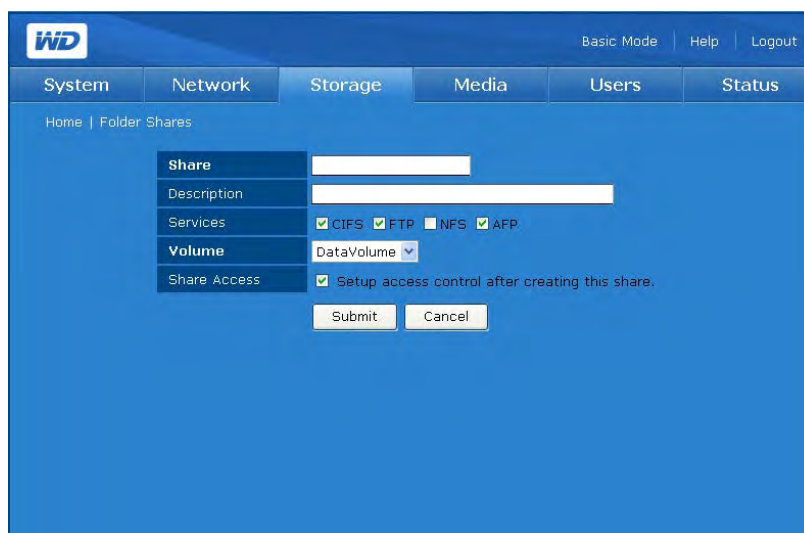 WD
Basic Mode | Help | Logout
System Network Storage Media Users Status
Home | Folder Shares
Share
Description
Services CIFS FTP NFS AFP
Volume DataVolume
Share Access Setup access control after creating this share.
Submit Cancel